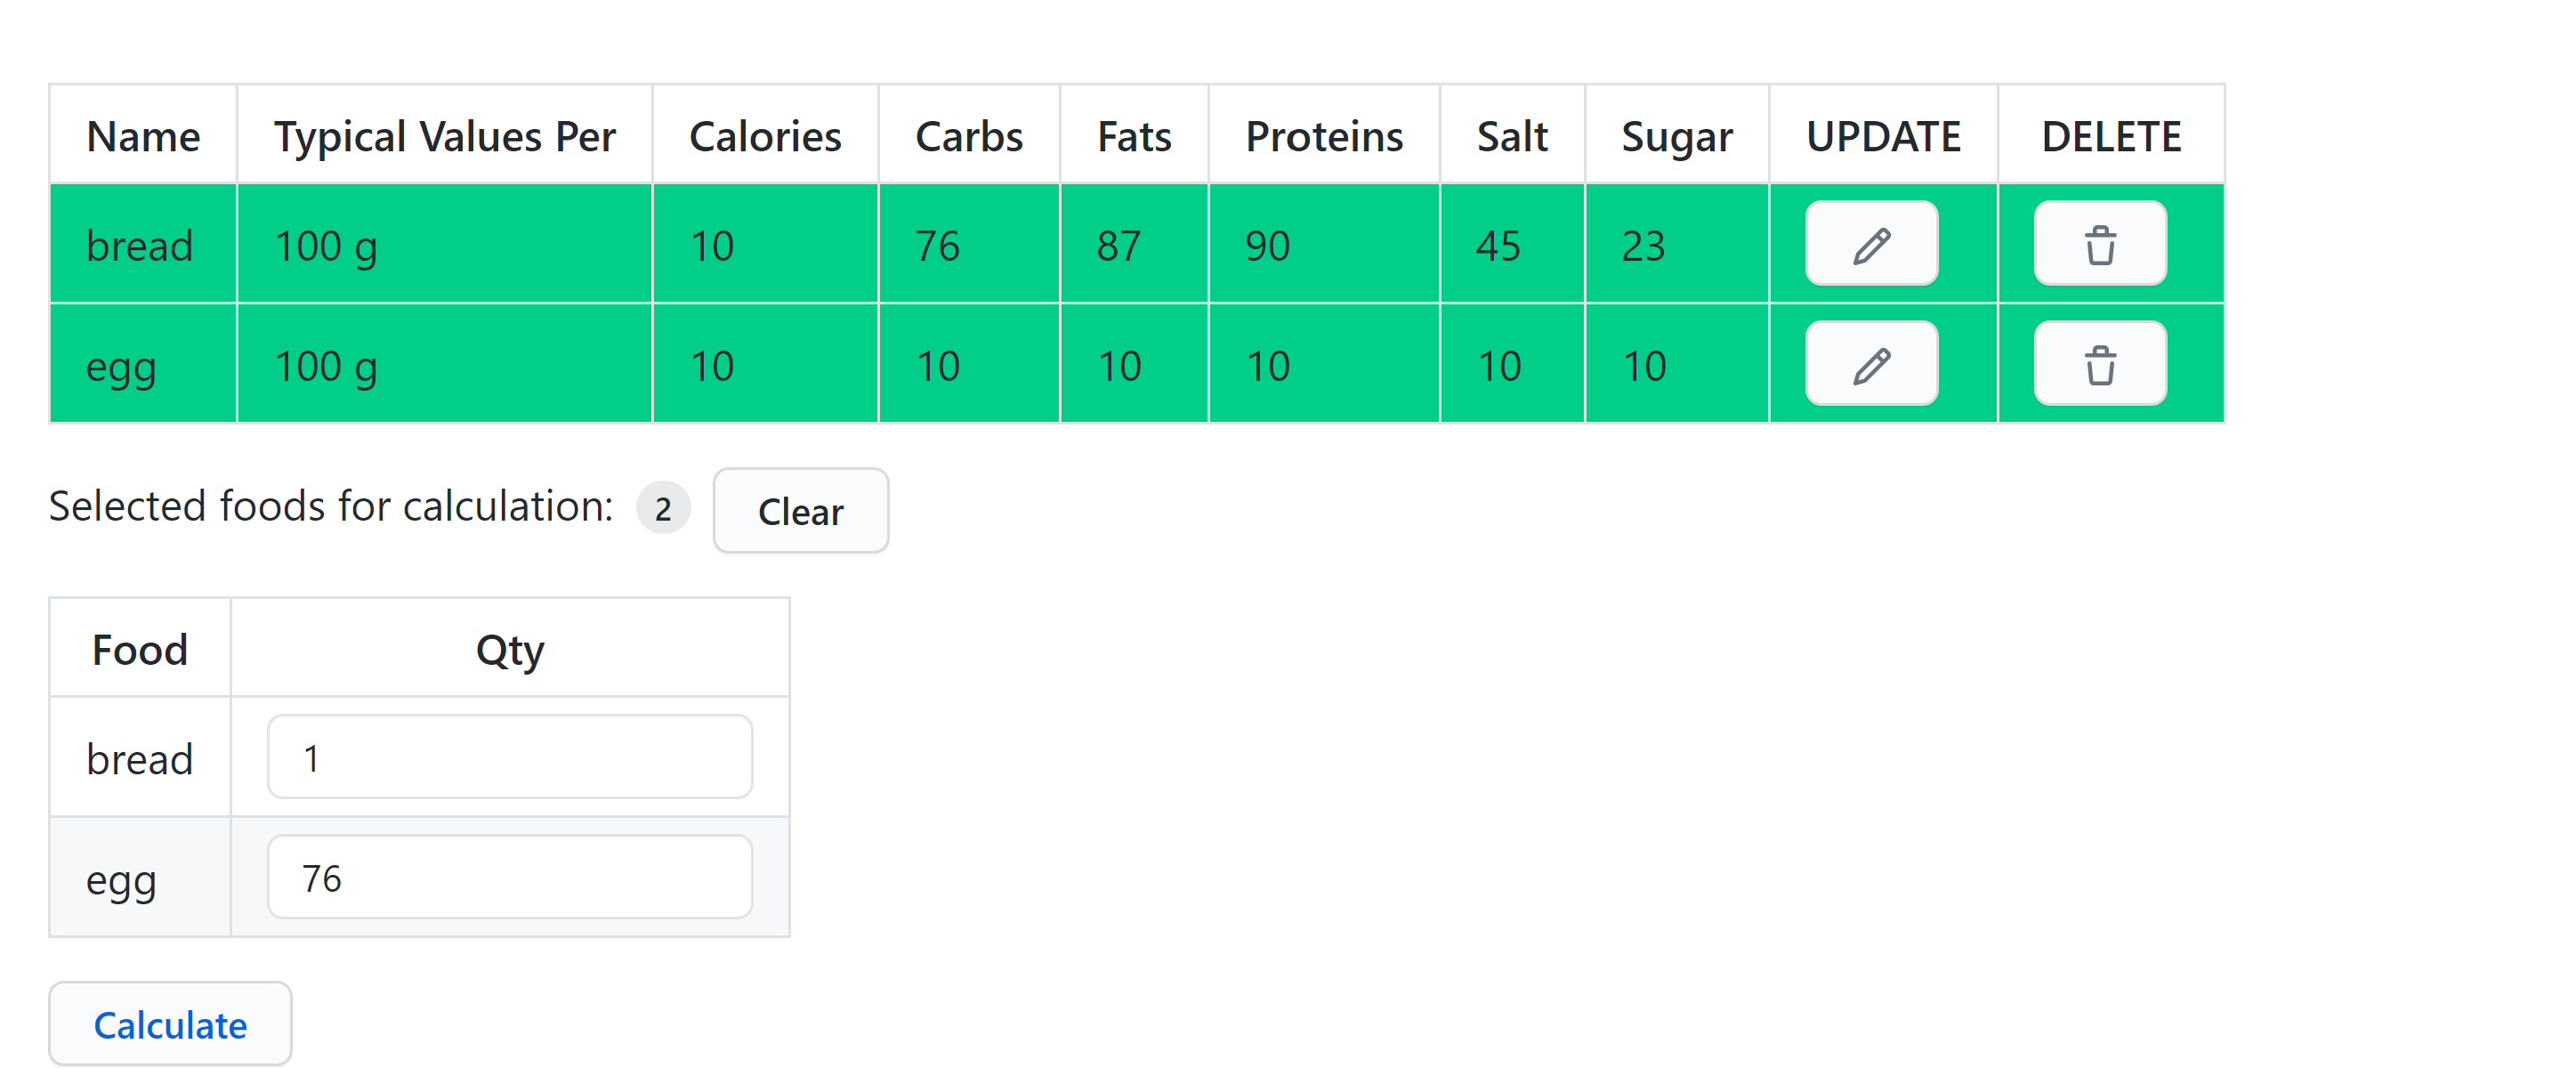 Name Typical Values Per Calories Carbs Fats Proteins Salt Sugar UPDATE DELETE
bread 100 g 10 76 87 90 45 23
egg 100 g 10 10 10 10 10 10
Selected foods for calculation: 2 Clear
Food Qty
bread 1
egg 76
Calculate